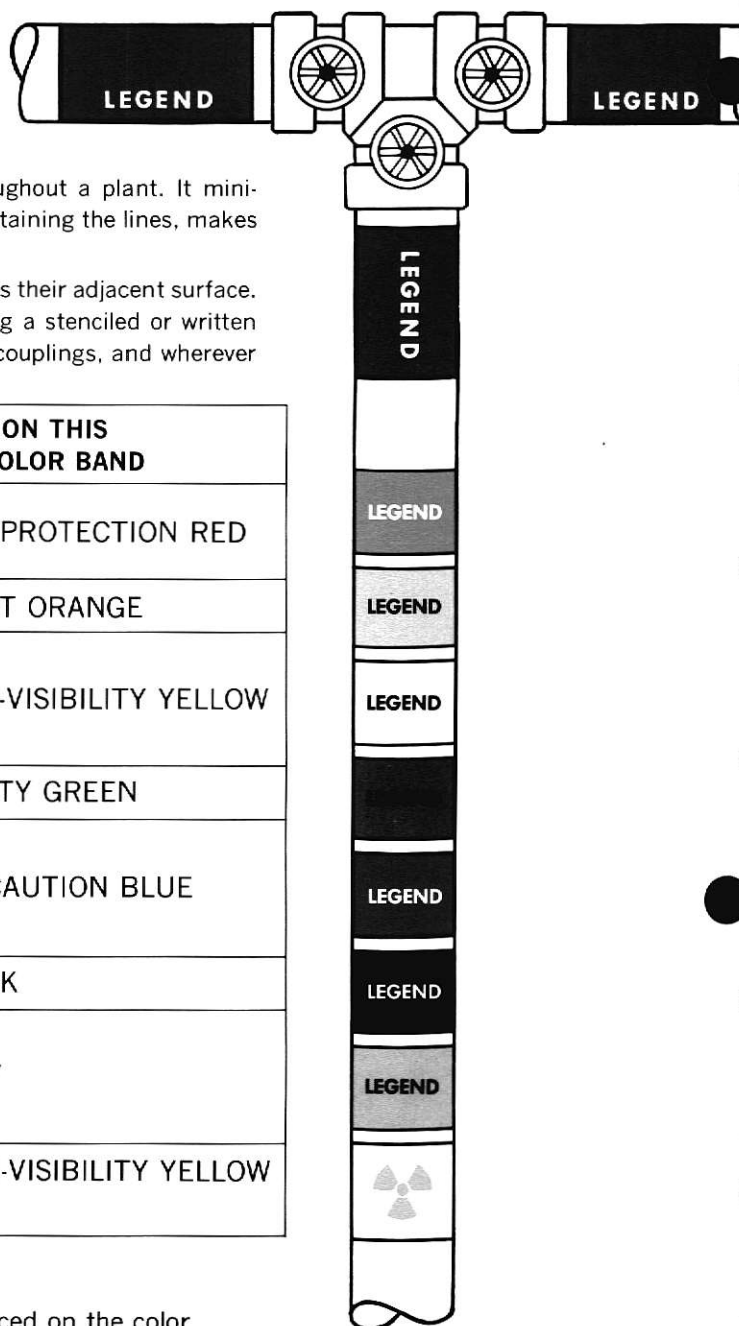 LEGEND
LEGEND
ughout a plant. It mini-
taining the lines, makes
s their adjacent surface.
g a stenciled or written
couplings, and wherever
LEGEND
ON THIS
OLOR BAND
PROTECTION RED
T ORANGE
-VISIBILITY YELLOW
TY GREEN
CAUTION BLUE
K
-VISIBILITY YELLOW
LEGEND
LEGEND
LEGEND
LEGEND
LEGEND
LEGEND
ced on the color